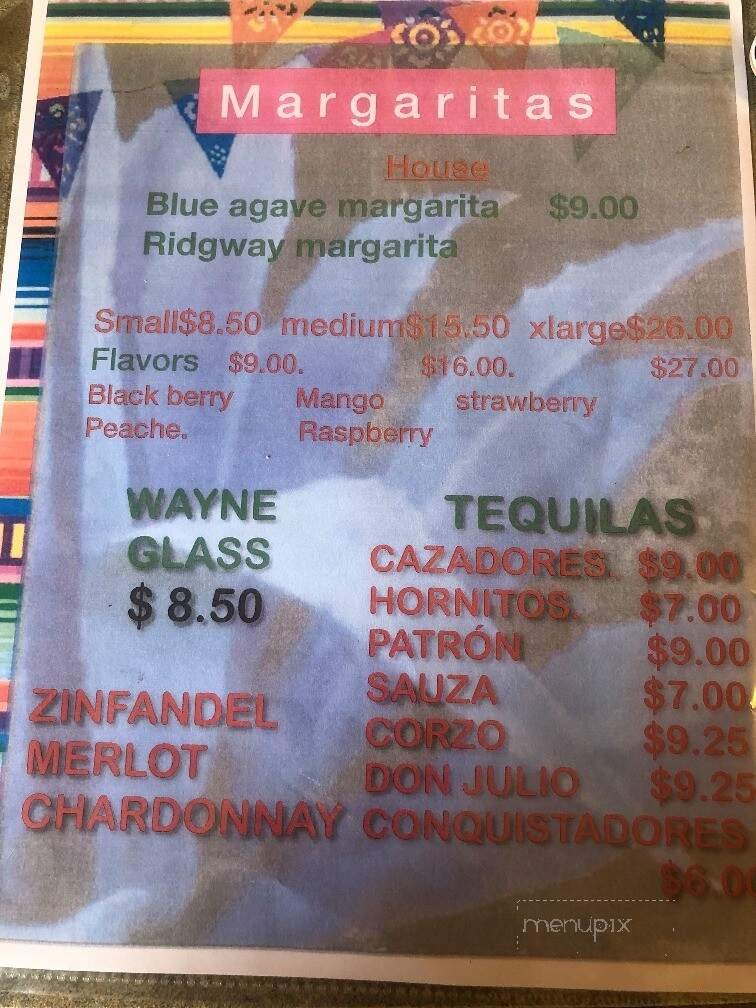 Margaritas
House
Blue agave margarita $9.00
Ridgway margarita
Small$8.50 medium$15.50 xlarge$26.00
Flavors $9.00. $16.00. $27.00
Black berry Mango strawberry
Peache. Raspberry
WAYNE
GLASS
$ 8.50
ZINFANDEL
MERLOT
CHARDONNAY
TEQUILAS
CAZADORES. $9.00
HORNITOS. $7.00
PATRÓN $9.00
SAUZA $7.00
CORZO $9.25
DON JULIO $9.25
CONQUISTADORES
$6.00
menupix